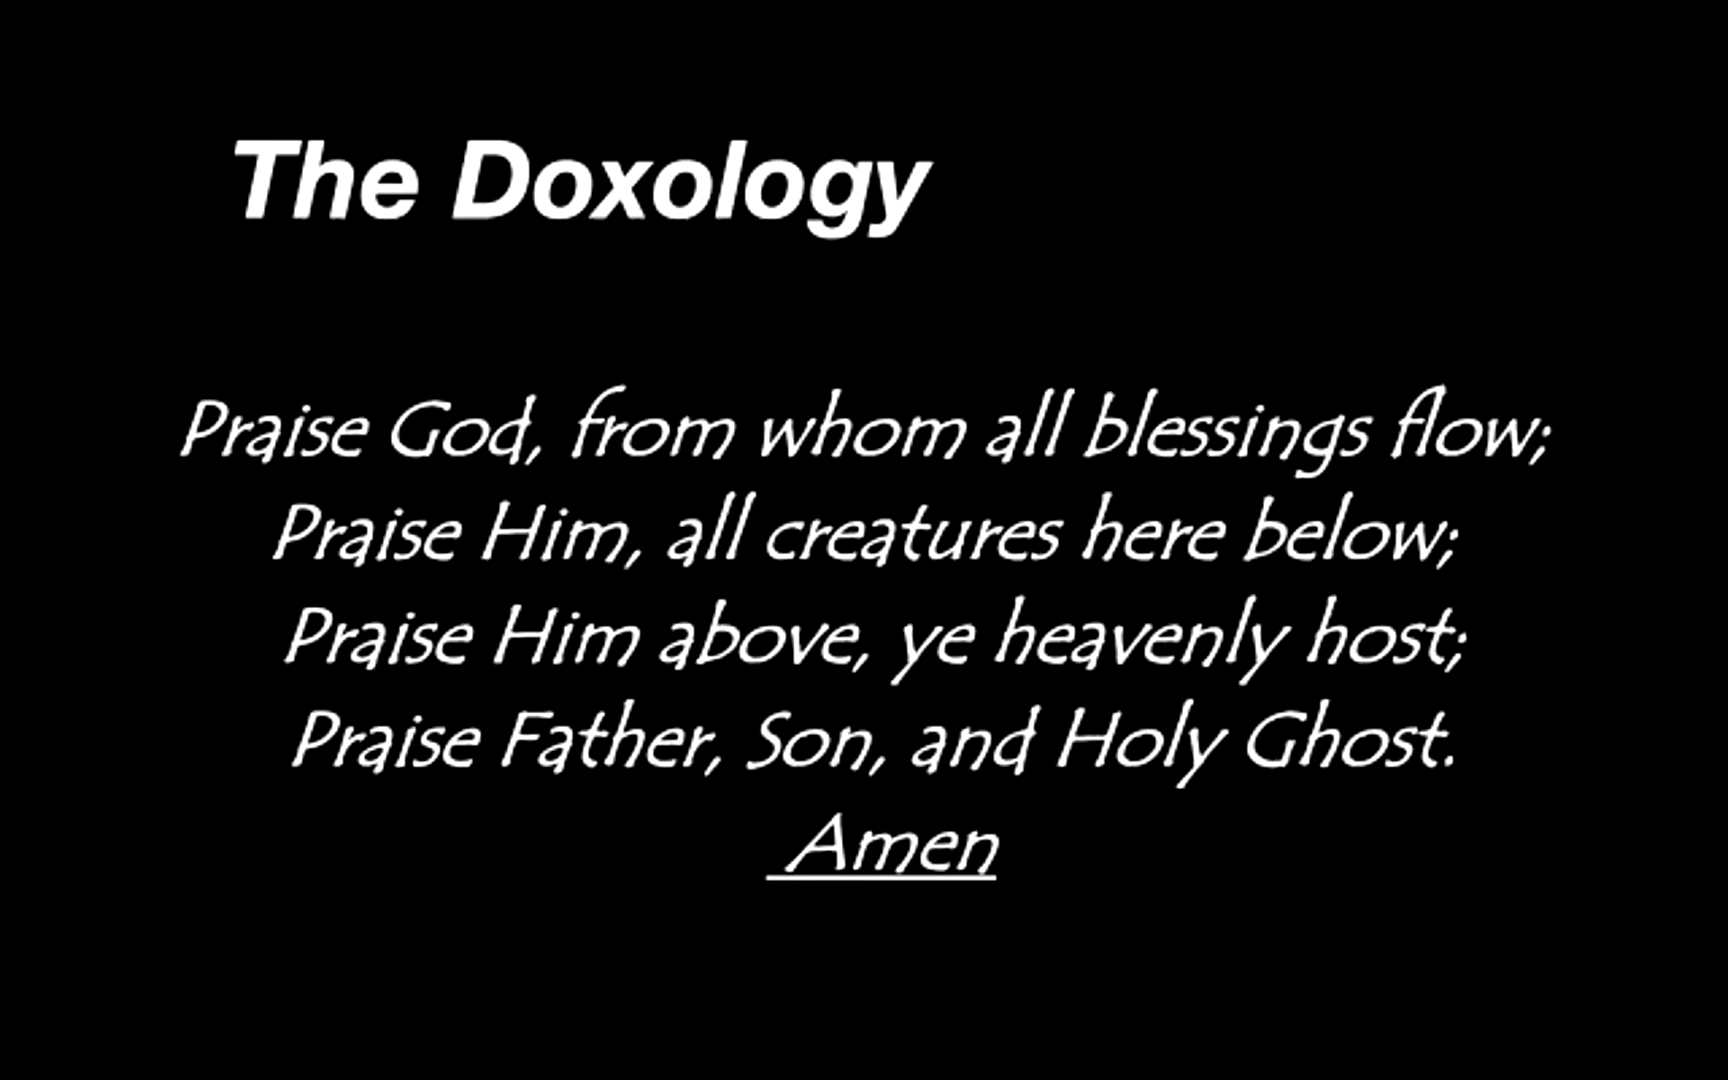 The Doxology
Praise God, from whom all blessings flow;
Praise Him, all creatures here below;
Praise Him above, ye heavenly host;
Praise Father, Son, and Holy Ghost.
Amen